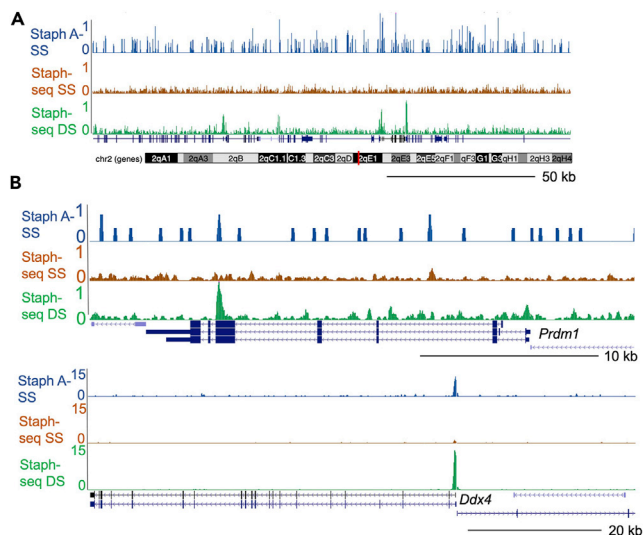 A
Staph A-
SS
1
0
Staph-
seq SS
1
0
Staph-
seq DS
1
0
chr2 (genes) 2qA1 2qA3 2qB 2qC1.1 C1.3 2qC3 2qD 2qE1 2qE3 2qE5 2qF1 qF3 G1 G3 qH1 2qH3 2qH4
50 kb
B
Staph A-
SS
1
0
Staph-
seq SS
1
0
Staph-
seq DS
1
0
Prdm1
10 kb
Staph A-
SS
15
0
Staph-
seq SS
15
0
Staph-
seq DS
15
0
Ddx4
20 kb